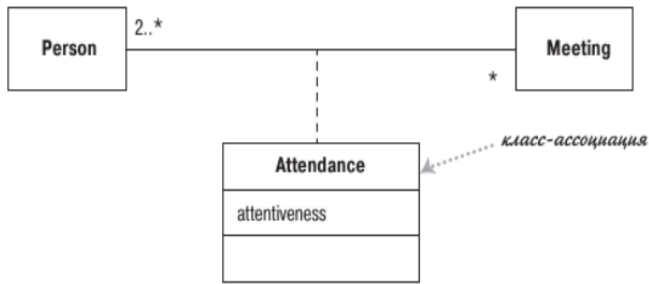 2..*
Person
Meeting
*
класс-ассоциация
Attendance
attentiveness